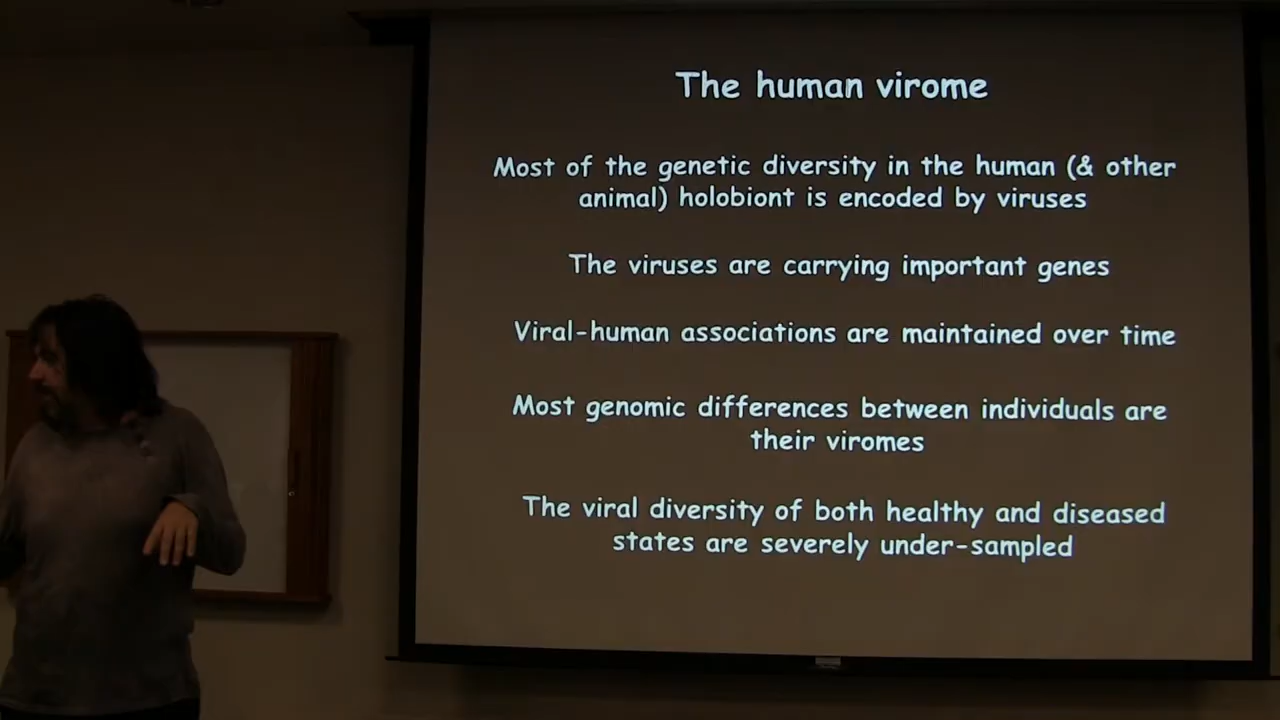 The human virome
Most of the genetic diversity in the human (& other
animal) holobiont is encoded by viruses
The viruses are carrying important genes
Viral-human associations are maintained over time
Most genomic differences between individuals are
their viromes
The viral diversity of both healthy and diseased
states are severely under-sampled